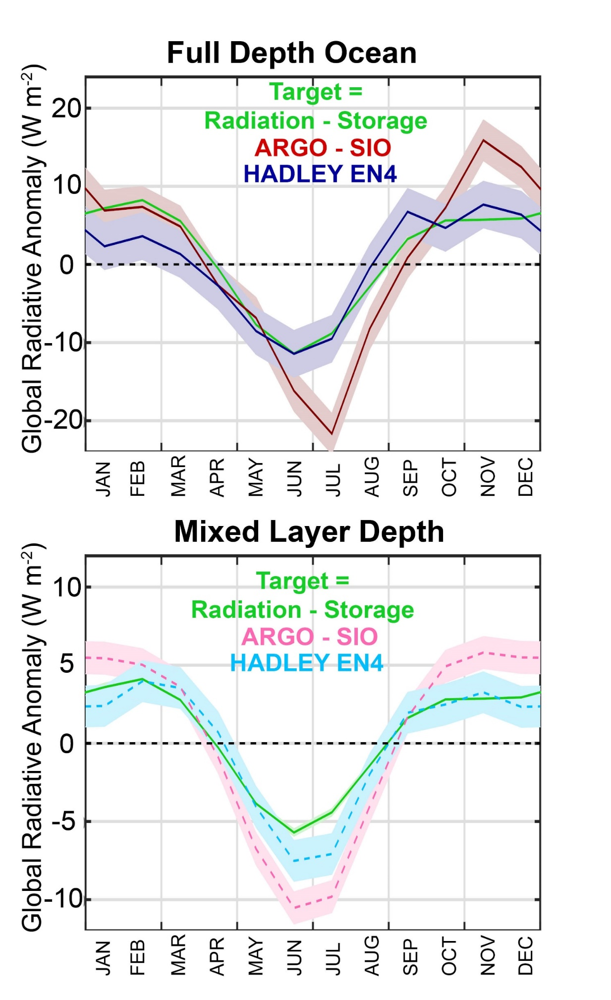 Full Depth Ocean
Global Radiative Anomaly (W m⁻²)
Target =
Radiation - Storage
ARGO - SIO
HADLEY EN4
20
10
0
-10
-20
JAN FEB MAR APR MAY JUN JUL AUG SEP OCT NOV DEC
Mixed Layer Depth
Global Radiative Anomaly (W m⁻²)
Target =
Radiation - Storage
ARGO - SIO
HADLEY EN4
10
5
0
-5
-10
JAN FEB MAR APR MAY JUN JUL AUG SEP OCT NOV DEC